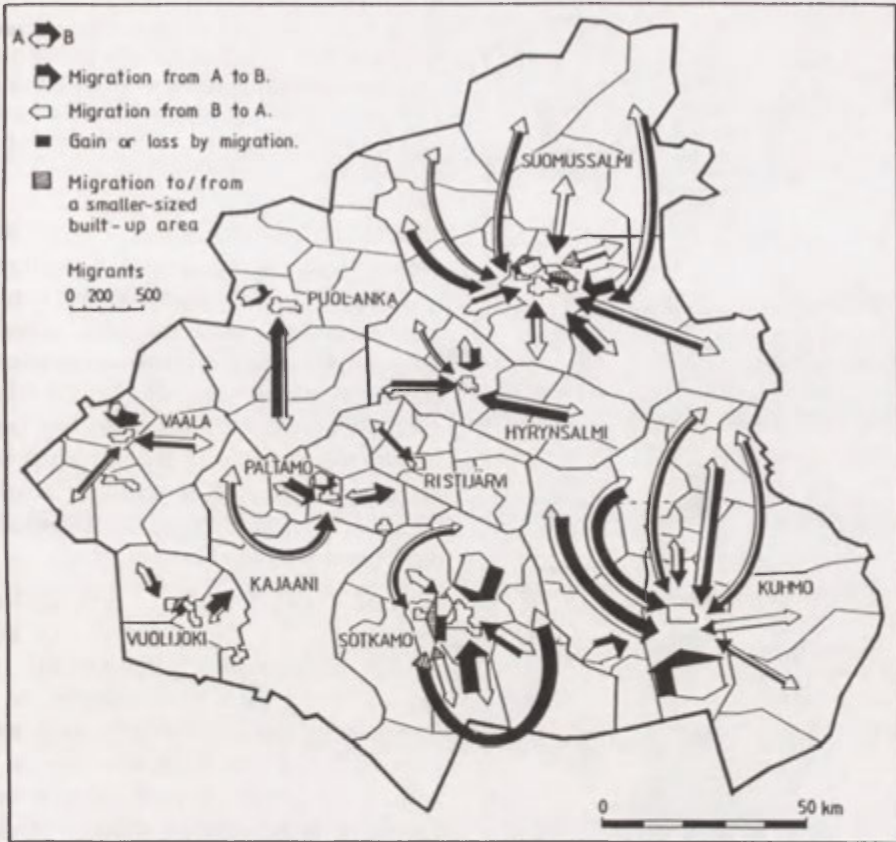 A B
Migration from A to B.
Migration from B to A.
Gain or loss by migration.
Migration to/from
a smaller-sized
built-up area
Migrants
0 200 500
SUOMUSSALMI
PUOLANKA
VAALA
HYRYNSALMI
PALTAMO
RISTIJÄRVI
KAJAANI
KUHMO
VUOLIJOKI
SOTKAMO
0 50 km